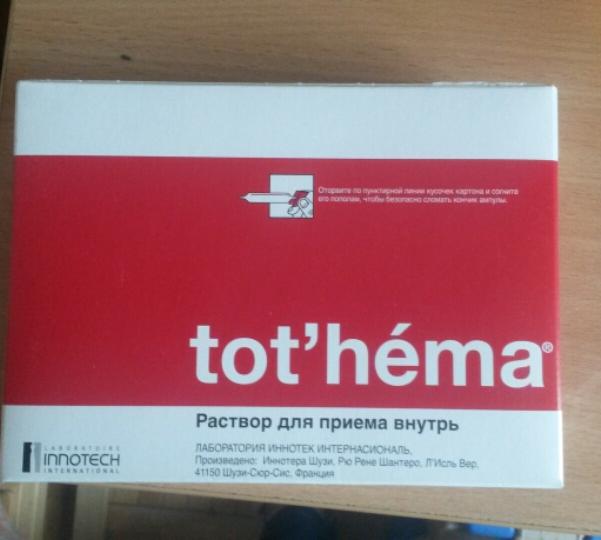 Оторвите по пунктирной линии кусочек картона и согните
его пополам, чтобы безопасно сломать кончик ампулы.
tot'héma®
Раствор для приема внутрь
LABORATOIRE
INNOTECH
INTERNATIONAL
ЛАБОРАТОРИЯ ИННОТЕК ИНТЕРНАСИОНАЛЬ,
Произведено: Иннотера Шузи, Рю Рене Шантеро, Л'Исль Вер,
41150 Шузи-Сюр-Сис, Франция